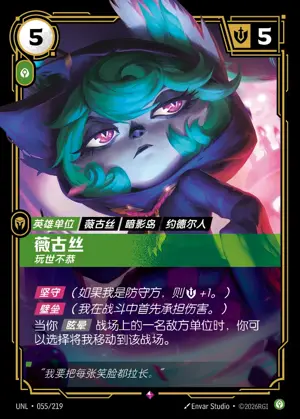 5
5
英雄单位 薇古丝 暗影岛 约德尔人
薇古丝
玩世不恭
坚守 (如果我是防守方，则 +1。)
壁垒 (我在战斗中首先承担伤害。)
当你 眩晕 战场上的一名敌方单位时，你可
以选择将我移动到该战场。
"我要把每张笑脸都拉长。"
UNL · 055/219
Envar Studio · ©2026RGI